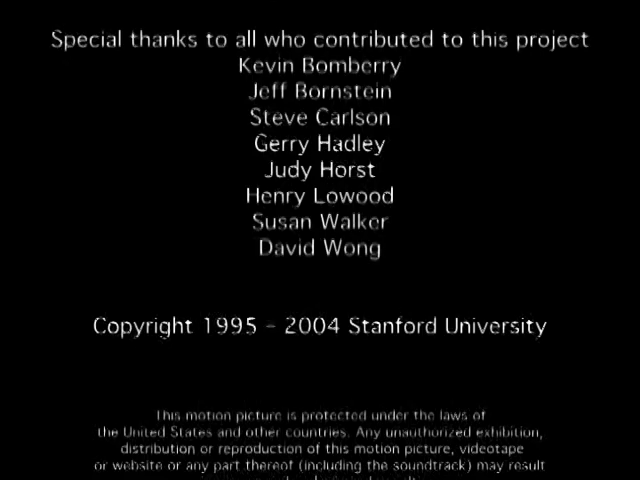 Special thanks to all who contributed to this project
Kevin Bomberry
Jeff Bornstein
Steve Carlson
Gerry Hadley
Judy Horst
Henry Lowood
Susan Walker
David Wong
Copyright 1995 - 2004 Stanford University
This motion picture is protected under the laws of
the United States and other countries. Any unauthorized exhibition,
distribution or reproduction of this motion picture, videotape
or website or any part thereof (including the soundtrack) may result